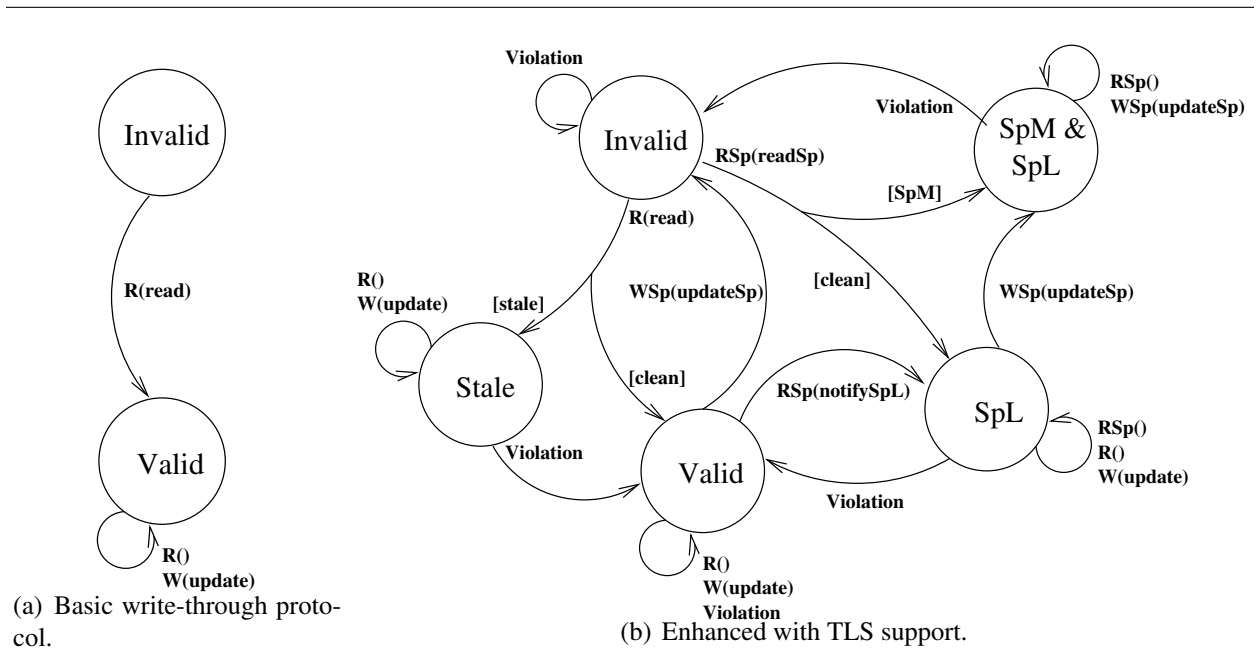 Invalid
R(read)
Valid
R()
W(update)
(a) Basic write-through proto-
col.
Violation
Invalid
RSp(readSp)
R(read)
Violation
[SpM]
SpM &
SpL
RSp()
WSp(updateSp)
R()
W(update)
[stale]
Stale
[clean]
WSp(updateSp)
[clean]
WSp(updateSp)
RSp(notifySpL)
SpL
RSp()
R()
W(update)
Violation
Valid
Violation
R()
W(update)
Violation
(b) Enhanced with TLS support.